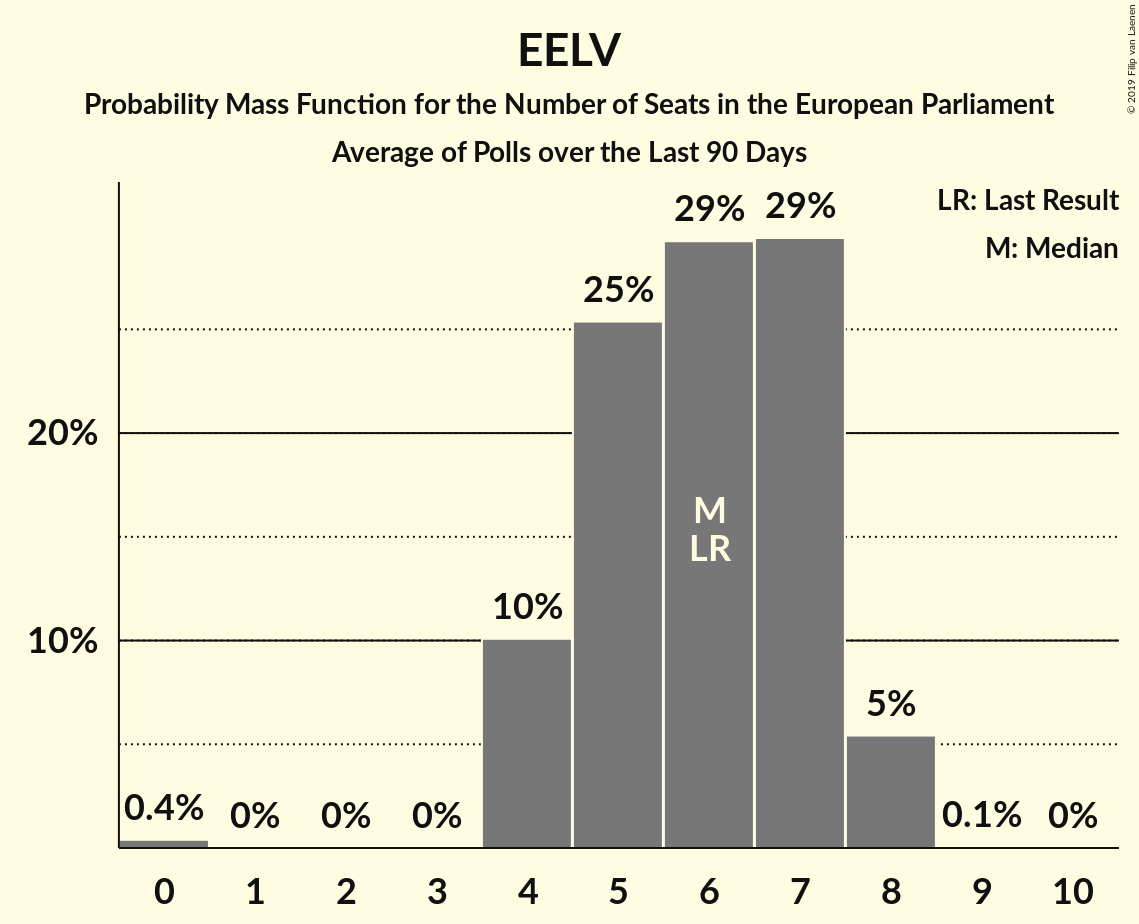 EELV
Probability Mass Function for the Number of Seats in the European Parliament
Average of Polls over the Last 90 Days
© 2019 Filip van Laenen
LR: Last Result
M: Median
29% 29%
25%
20%
M
LR
10%
10%
5%
0.4% 0% 0% 0% 0.1% 0%
0 1 2 3 4 5 6 7 8 9 10